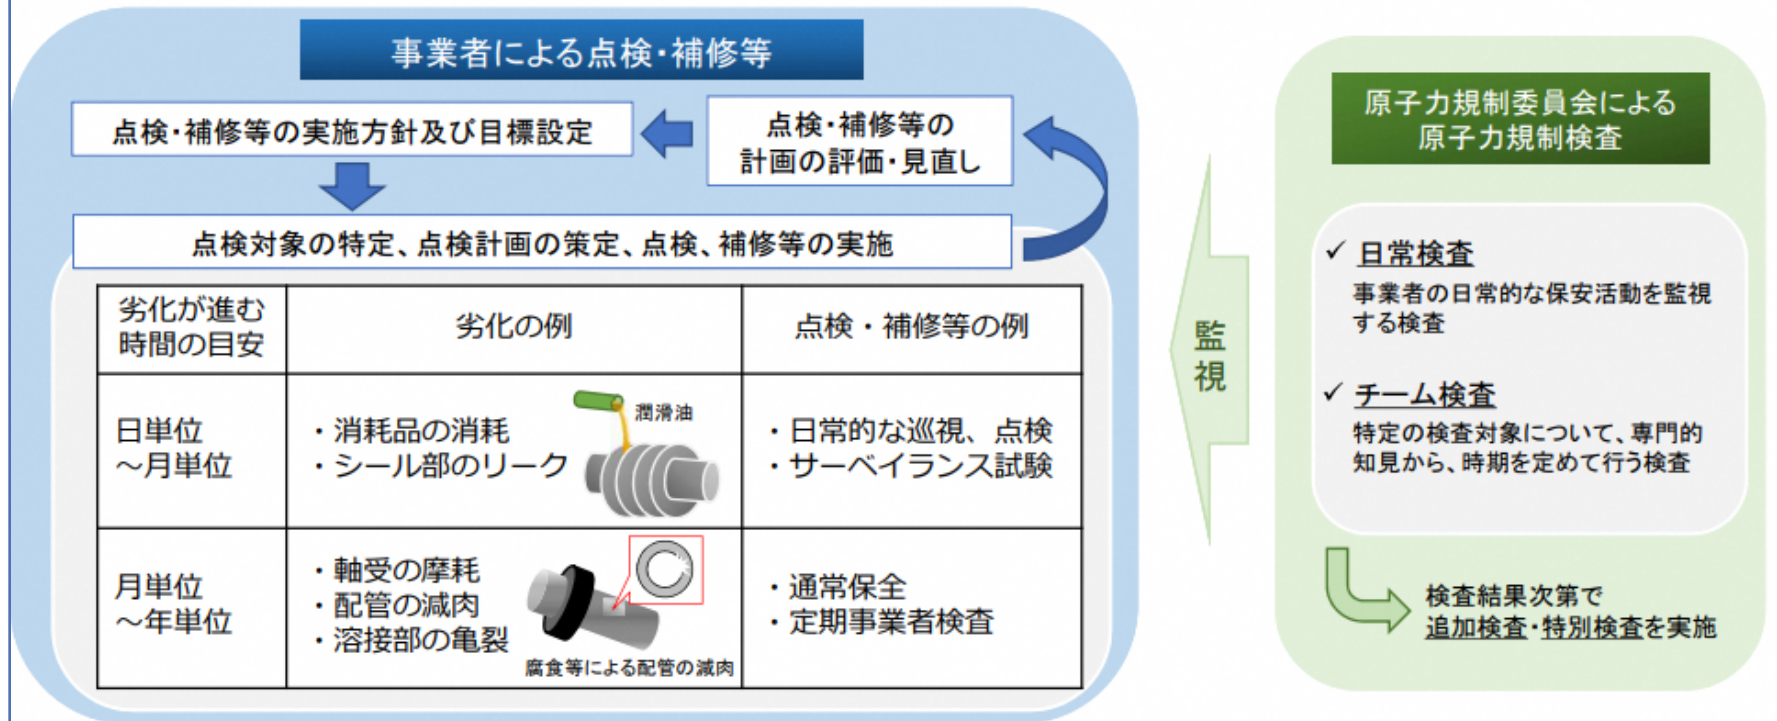 事業者による点検・補修等
点検・補修等の実施方針及び目標設定
点検・補修等の
計画の評価・見直し
点検対象の特定、点検計画の策定、点検、補修等の実施
劣化が進む
時間の目安
劣化の例
点検・補修等の例
日単位
～月単位
・消耗品の消耗
・シール部のリーク
潤滑油
・日常的な巡視、点検
・サーベイランス試験
月単位
～年単位
・軸受の摩耗
・配管の減肉
・溶接部の亀裂
腐食等による配管の減肉
・通常保全
・定期事業者検査
監
視
原子力規制委員会による
原子力規制検査
✓ 日常検査
事業者の日常的な保安活動を監視
する検査
✓ チーム検査
特定の検査対象について、専門的
知見から、時期を定めて行う検査
検査結果次第で
追加検査・特別検査を実施